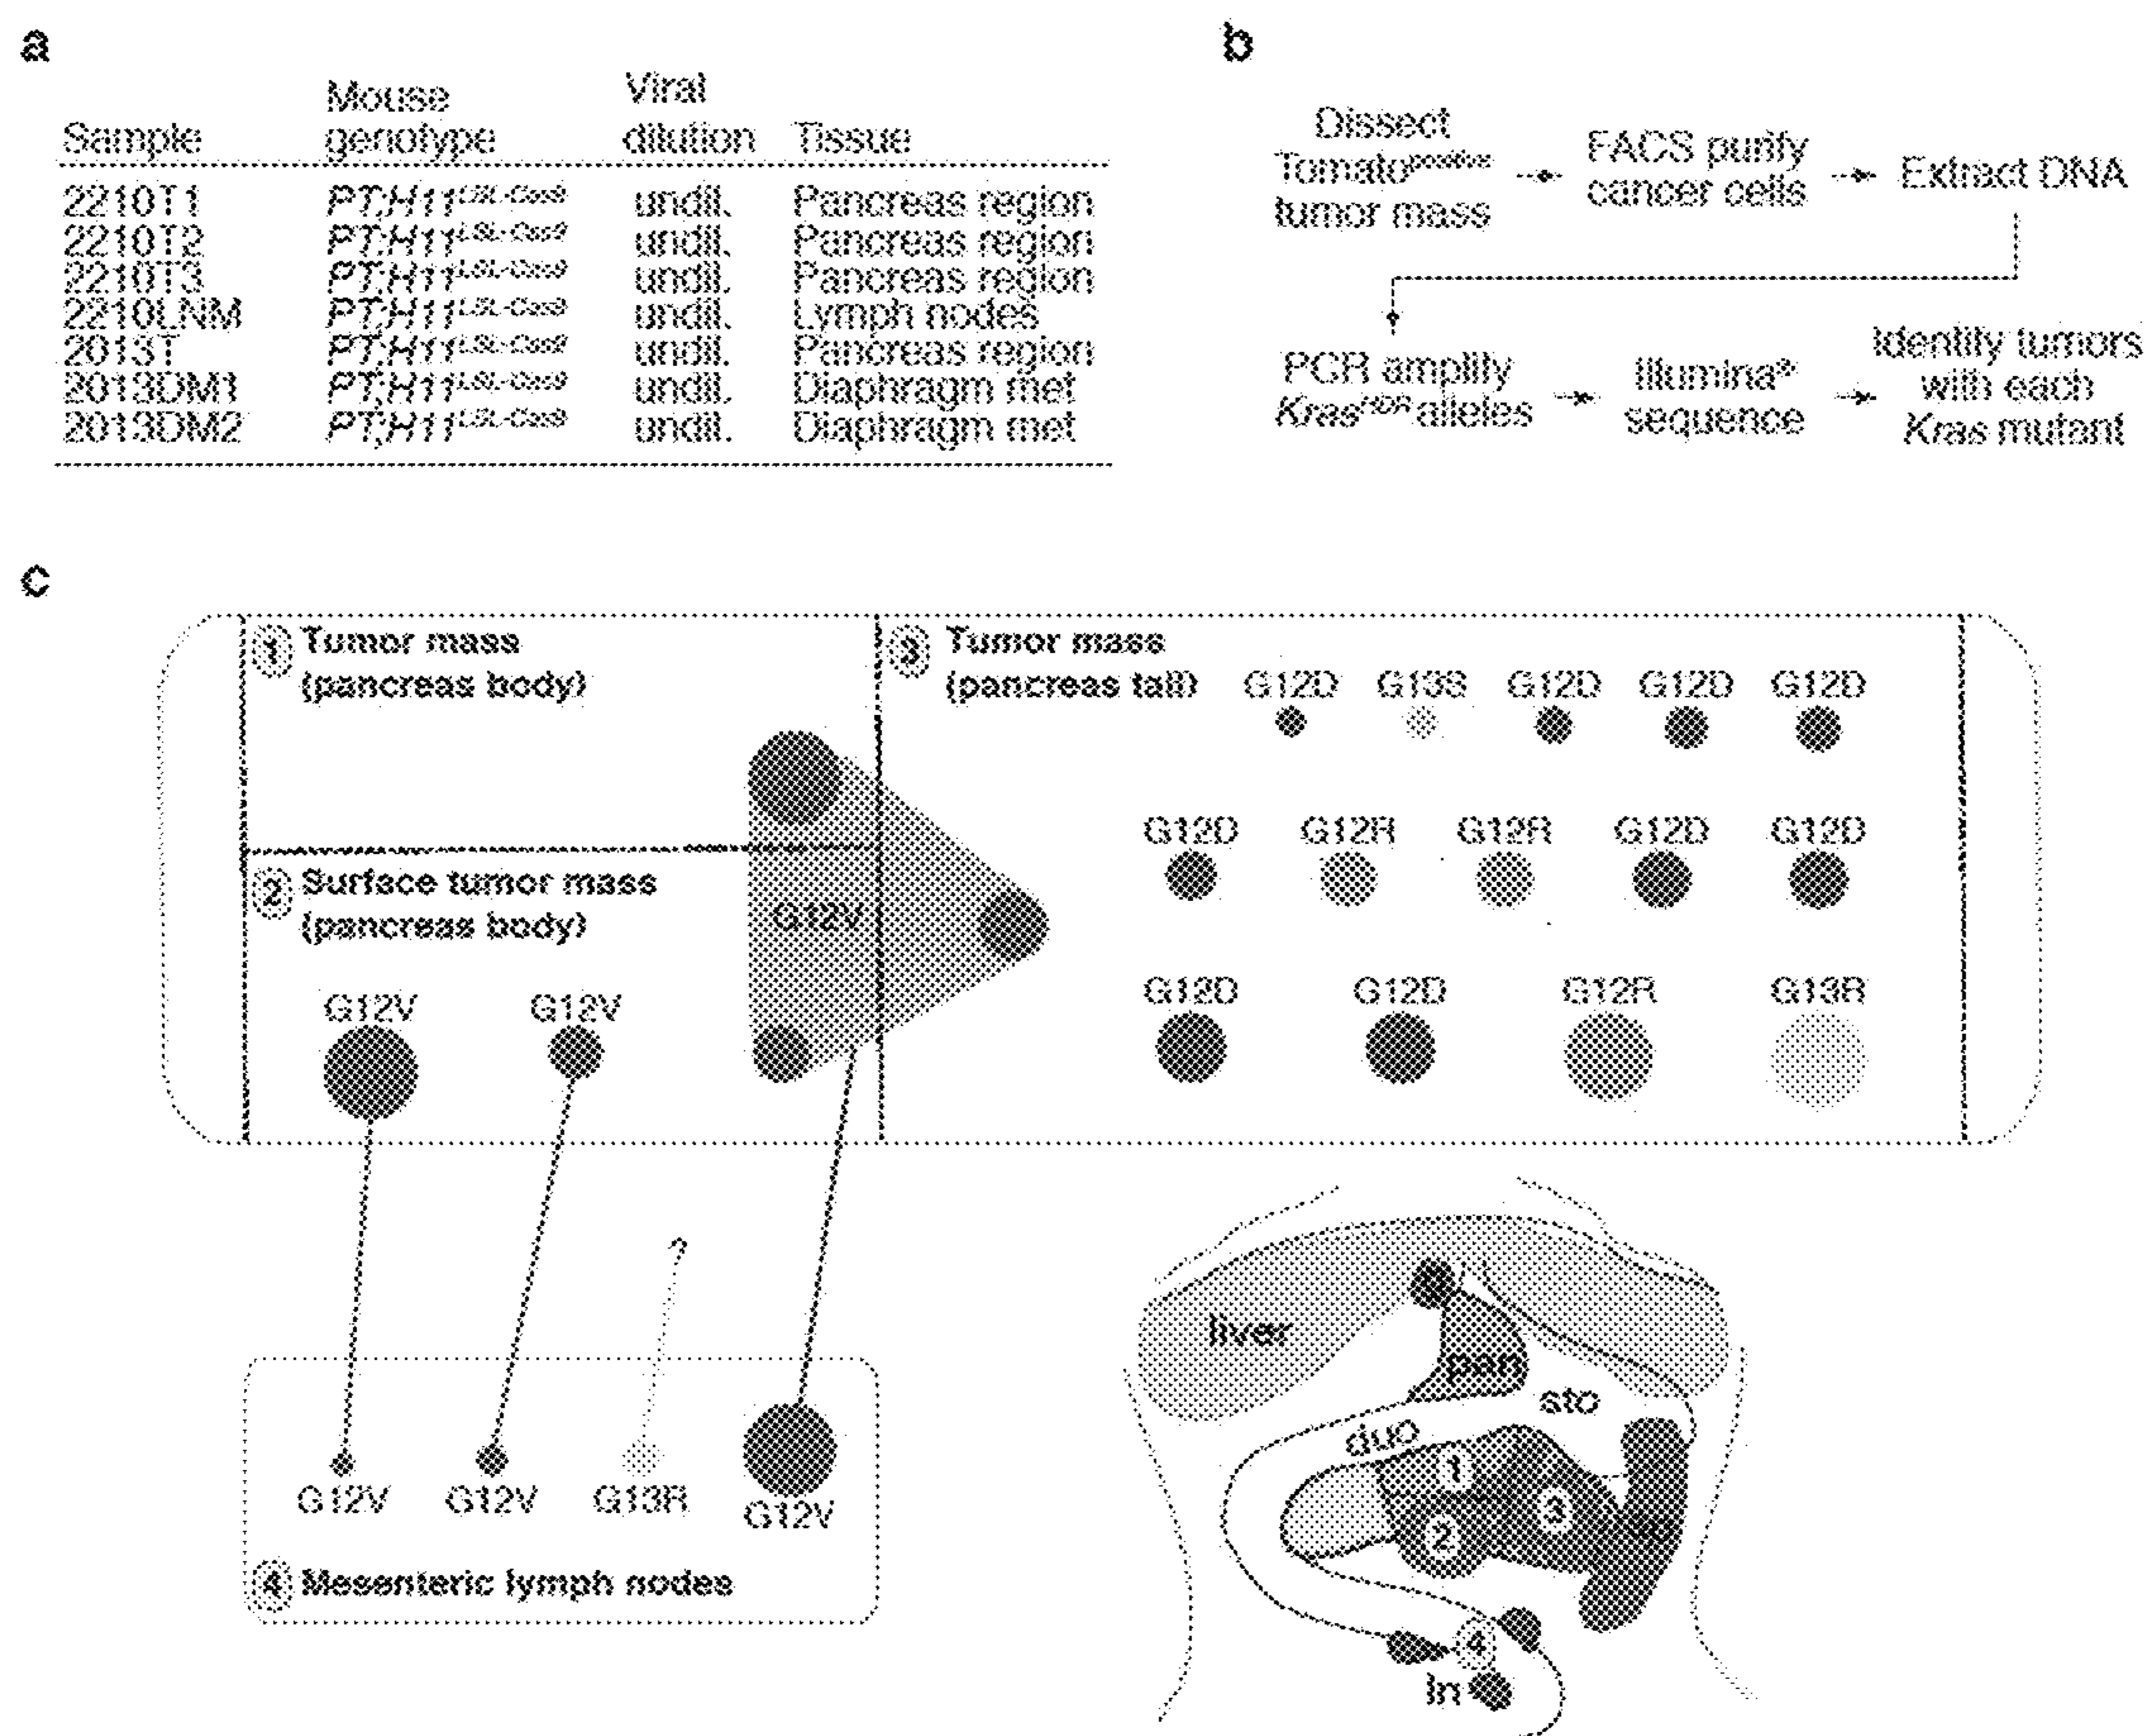 a
Sample Mouse genotype Viral dilution Tissue
2210T1 PT;H11LSL-Cas9 undil. Pancreas region
2210T2 PT;H11LSL-Cas9 undil. Pancreas region
2210T3 PT;H11LSL-Cas9 undil. Pancreas region
2210LNM PT;H11LSL-Cas9 undil. Lymph nodes
2013T PT;H11LSL-Cas9 undil. Pancreas region
2013DM1 PT;H11LSL-Cas9 undil. Diaphragm met
2013DM2 PT;H11LSL-Cas9 undil. Diaphragm met
b
Dissect
Tomatopositive
tumor mass
FACS purify
cancer cells
Extract DNA
PCR amplify
KrasHDR alleles
Illumina®
sequence
Identify tumors
with each
Kras mutant
c
1 Tumor mass
(pancreas body)
2 Surface tumor mass
(pancreas body)
G12V
G12V G12V
3 Tumor mass
(pancreas tail)
G12D G13S G12D G12D G12D
G12D G12R G12R G12D G12D
G12D G12D G12R G13R
?
G12V G12V G13R G12V
4 Mesenteric lymph nodes
liver
pan
sto
duo
1
2
3
4
ln